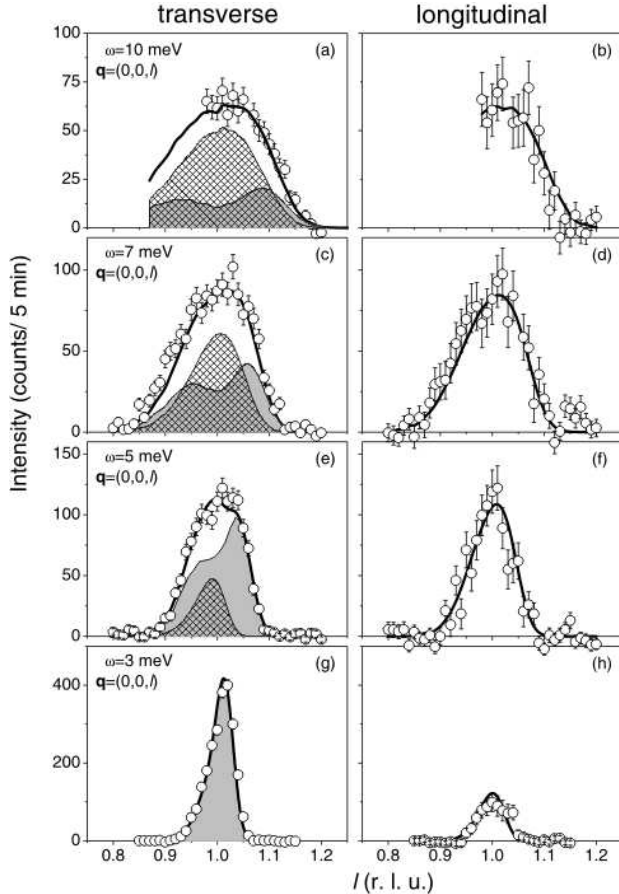 transverse longitudinal
ω=10 meV (a) (b)
q=(0,0,l)
100
75
50
25
0
ω=7 meV (c) (d)
q=(0,0,l)
100
50
0
ω=5 meV (e) (f)
q=(0,0,l)
150
100
50
0
ω=3 meV (g) (h)
q=(0,0,l)
400
200
0
0.8 0.9 1.0 1.1 1.2 0.8 0.9 1.0 1.1 1.2
Intensity (counts/ 5 min)
l (r. l. u.)